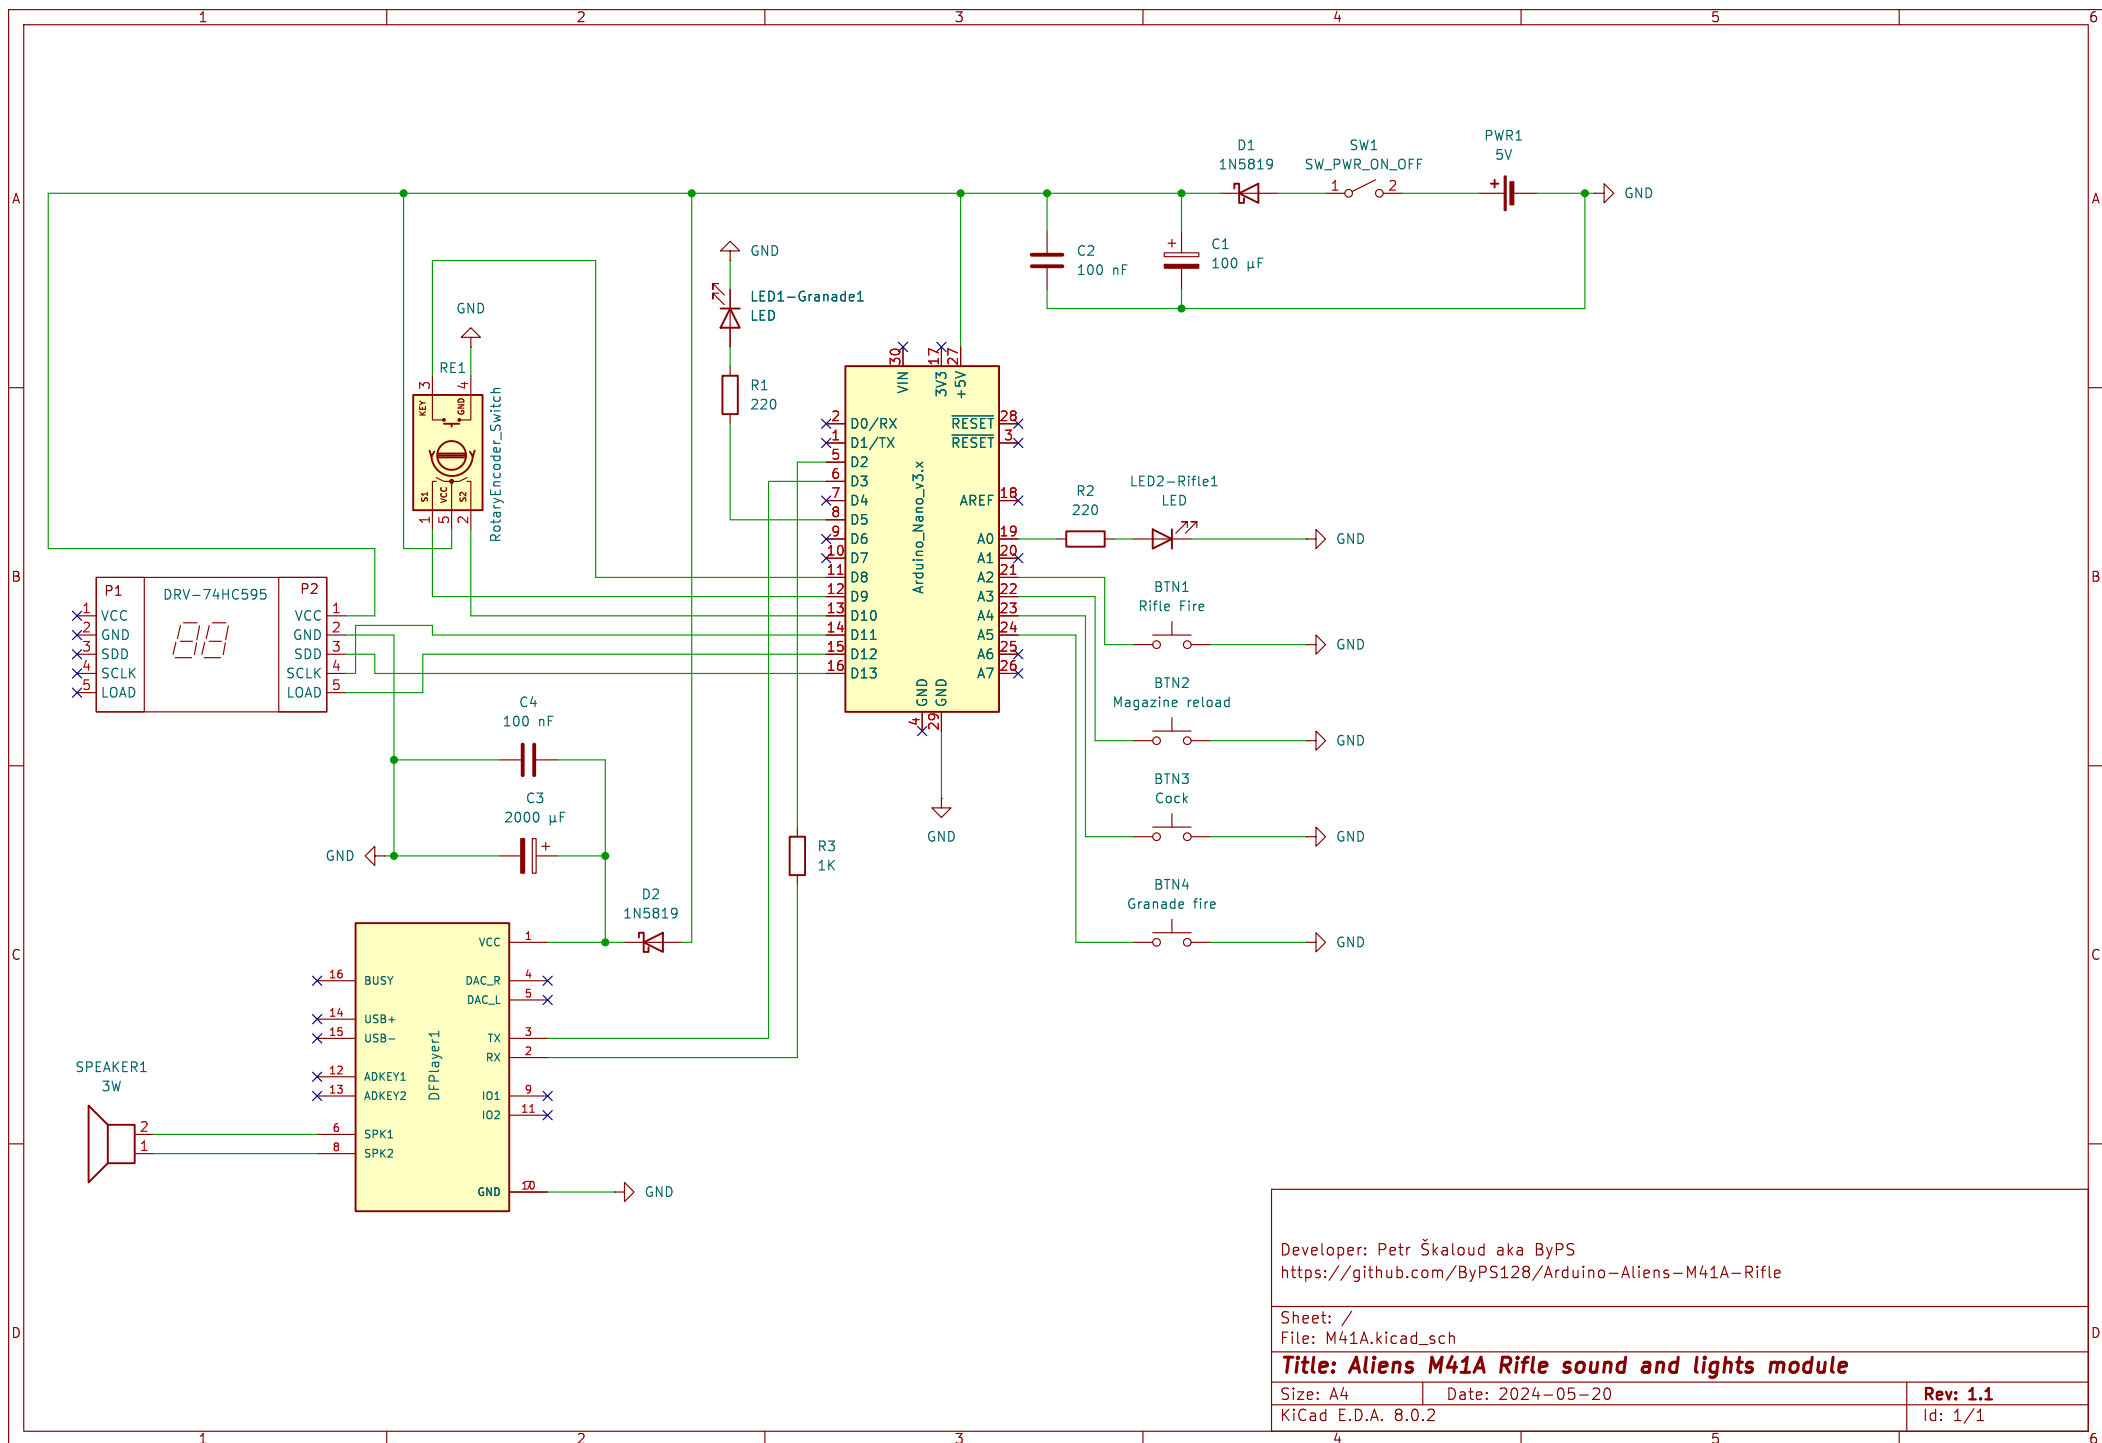 1 2 3 4 5 6
A
B
C
D
A
B
C
D
D1
1N5819
SW1
SW_PWR_ON_OFF
1 2
PWR1
5V
+
GND
C2
100 nF
+
C1
100 µF
GND
LED1-Granade1
LED
R1
220
GND
RE1
3 4
KEY
GND
S1
VCC
S2
1 5 2
RotaryEncoder_Switch
30 17 27
VIN
3V3
+5V
2 D0/RX
1 D1/TX
5 D2
6 D3
7 D4
8 D5
9 D6
10 D7
11 D8
12 D9
13 D10
14 D11
15 D12
16 D13
Arduino_Nano_v3.x
RESET 28
RESET 3
AREF 18
A0 19
A1 20
A2 21
A3 22
A4 23
A5 24
A6 25
A7 26
GND
GND
4 29
GND
R2
220
LED2-Rifle1
LED
GND
BTN1
Rifle Fire
GND
BTN2
Magazine reload
GND
BTN3
Cock
GND
BTN4
Granade fire
GND
P1
DRV-74HC595
P2
1 VCC
2 GND
3 SDD
4 SCLK
5 LOAD
88
VCC 1
GND 2
SDD 3
SCLK 4
LOAD 5
C4
100 nF
C3
2000 µF
+
GND
R3
1K
D2
1N5819
DFPlayer1
VCC 1
16 BUSY
DAC_R 4
DAC_L 5
14 USB+
15 USB-
TX 3
RX 2
12 ADKEY1
13 ADKEY2
IO1 9
IO2 11
6 SPK1
8 SPK2
GND 10
GND
SPEAKER1
3W
2
1
Developer: Petr Škaloud aka ByPS
https://github.com/ByPS128/Arduino-Aliens-M41A-Rifle
Sheet: /
File: M41A.kicad_sch
Title: Aliens M41A Rifle sound and lights module
Size: A4 Date: 2024-05-20 Rev: 1.1
KiCad E.D.A. 8.0.2 Id: 1/1
1 2 3 4 5 6